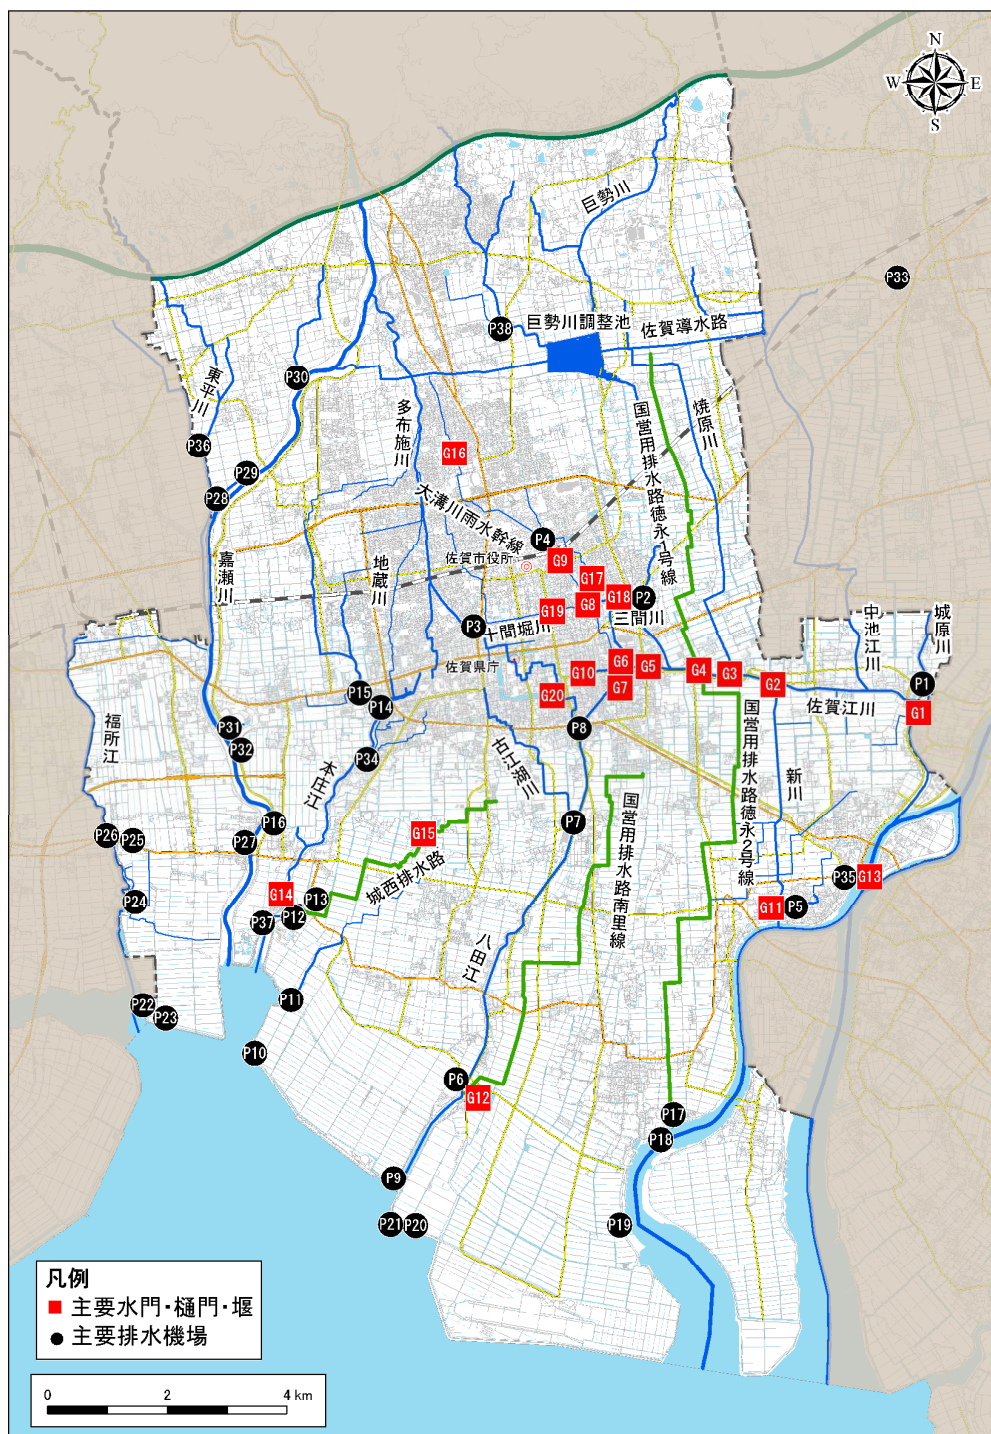 N
W
E
S
巨勢川
P33
巨勢川調整池
佐賀導水路
P38
東平川
P30
多布施川
国営用排水路徳永1号線
焼原川
P36
G16
P29
P28
大溝川雨水幹線
P4
佐賀市役所
G9
嘉瀬川
地蔵川
G17
G18
P2
G8
G19
三間川
P3
十間堀川
中池江川
城原川
佐賀県庁
G6
G5
G10
G4
G3
G7
G2
P1
G20
P15
P14
佐賀江川
G1
福所江
P31
P8
P32
本庄江
P34
古江湖川
国営用排水路徳永2号線
新川
P16
P7
国営用排水路南里線
P26
P25
P27
G15
城西排水路
P35
G13
P24
G14
P13
P12
P37
G11
P5
八田江
P11
P22
P23
P10
P6
G12
P17
P18
P9
P21
P20
P19
凡例
主要水門・樋門・堰
主要排水機場
0 2 4 km